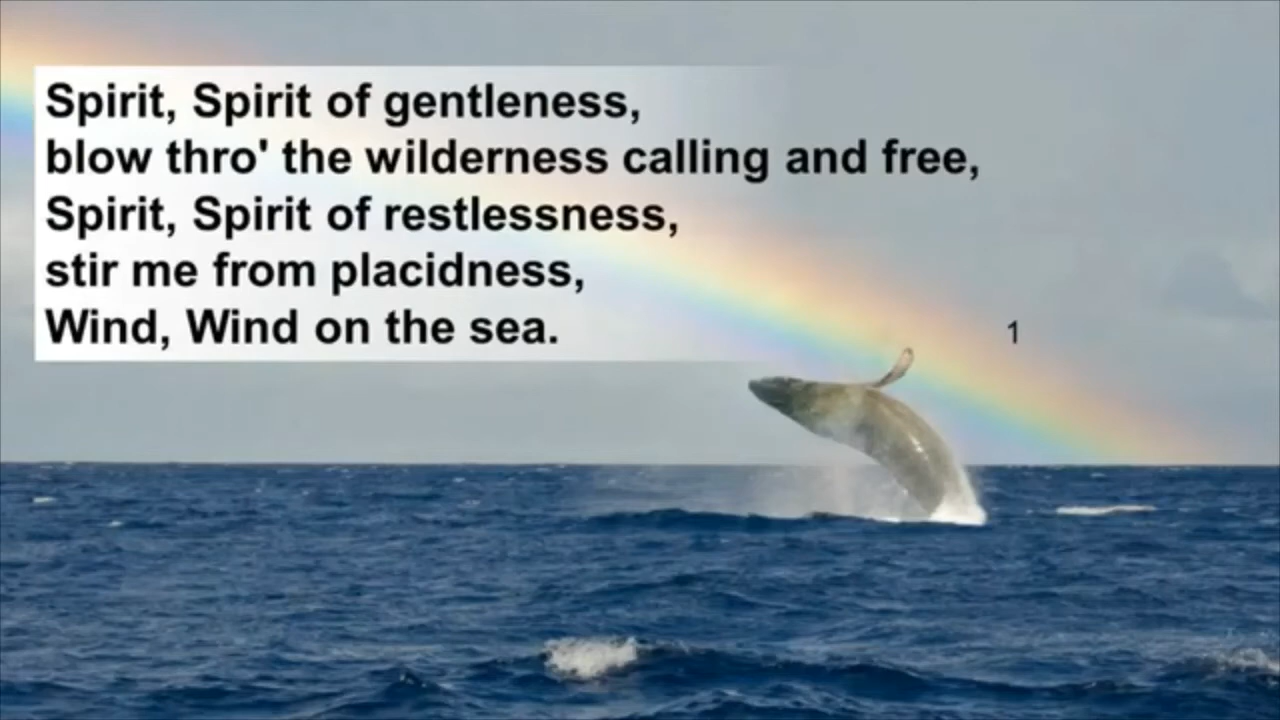 Spirit, Spirit of gentleness,
blow thro' the wilderness calling and free,
Spirit, Spirit of restlessness,
stir me from placidness,
Wind, Wind on the sea.
1